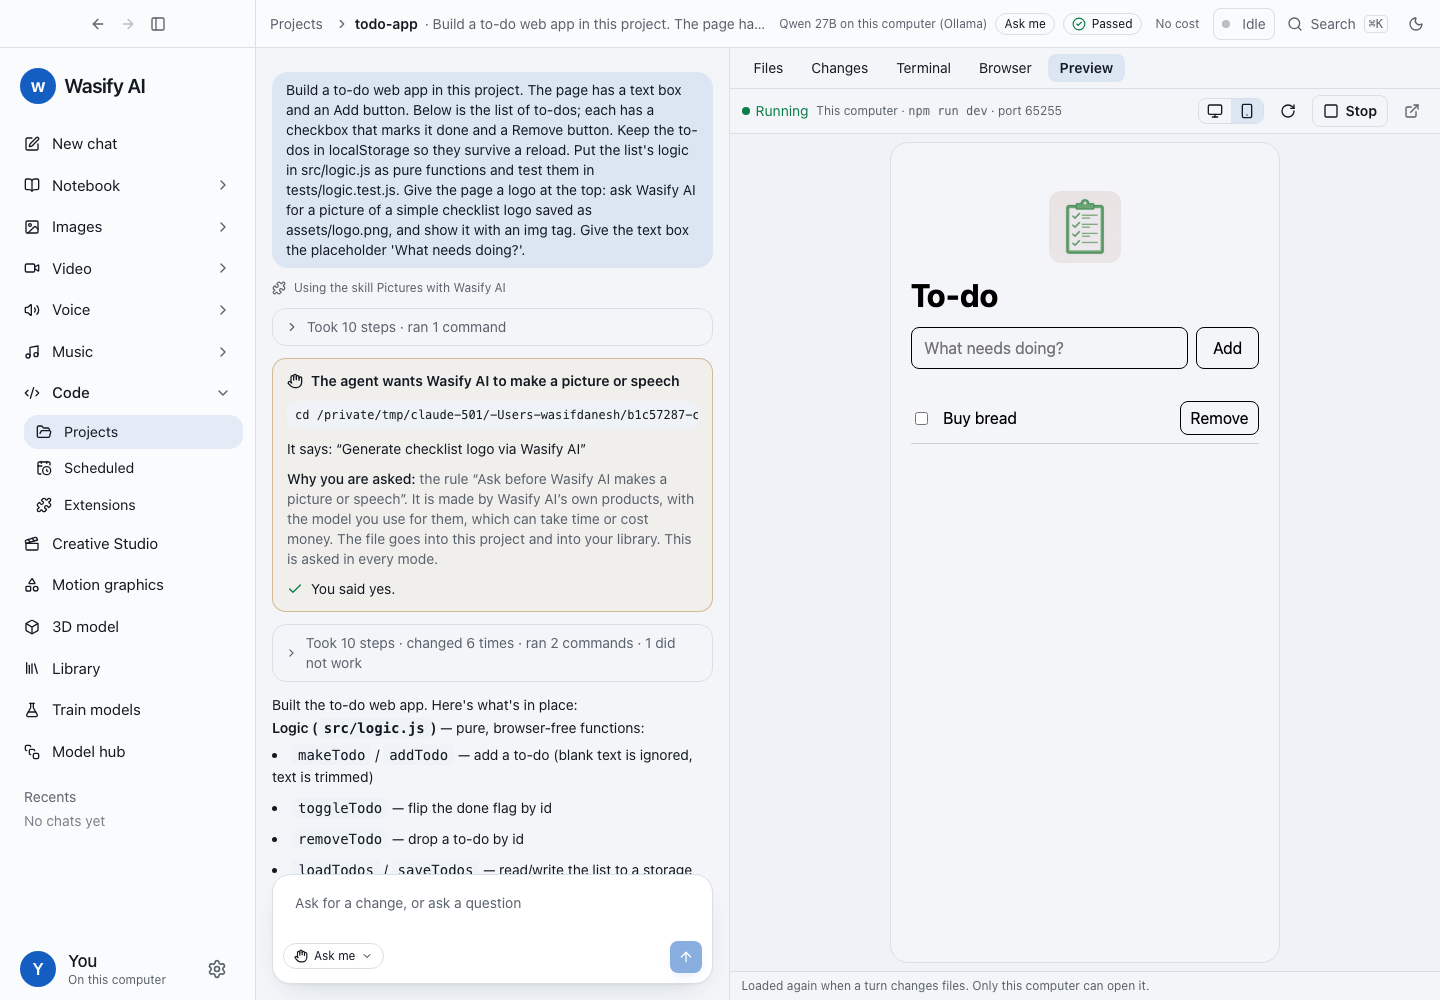 Projects
todo-app
· Build a to-do web app in this project. The page ha…
Qwen 27B on this computer (Ollama)
Ask me
Passed
No cost
Idle
Search
⌘K
W
Wasify AI
New chat
Notebook
Images
Video
Voice
Music
Code
Projects
Scheduled
Extensions
Creative Studio
Motion graphics
3D model
Library
Train models
Model hub
Recents
No chats yet
Y
You
On this computer
Build a to-do web app in this project. The page has a text box
and an Add button. Below is the list of to-dos; each has a
checkbox that marks it done and a Remove button. Keep the to-
dos in localStorage so they survive a reload. Put the list's logic
in src/logic.js as pure functions and test them in
tests/logic.test.js. Give the page a logo at the top: ask Wasify AI
for a picture of a simple checklist logo saved as
assets/logo.png, and show it with an img tag. Give the text box
the placeholder 'What needs doing?'.
Using the skill Pictures with Wasify AI
Took 10 steps · ran 1 command
The agent wants Wasify AI to make a picture or speech
cd /private/tmp/claude-501/-Users-wasifdanesh/b1c57287-c
It says: “Generate checklist logo via Wasify AI”
Why you are asked: the rule “Ask before Wasify AI makes a
picture or speech”. It is made by Wasify AI’s own products, with
the model you use for them, which can take time or cost
money. The file goes into this project and into your library. This
is asked in every mode.
You said yes.
Took 10 steps · changed 6 times · ran 2 commands · 1 did
not work
Built the to-do web app. Here's what's in place:
Logic ( src/logic.js ) — pure, browser-free functions:
• makeTodo / addTodo — add a to-do (blank text is ignored,
text is trimmed)
• toggleTodo — flip the done flag by id
• removeTodo — drop a to-do by id
• loadTodos / saveTodos — read/write the list to a storage
Ask for a change, or ask a question
Ask me
Files
Changes
Terminal
Browser
Preview
Running
This computer · npm run dev · port 65255
Stop
To-do
What needs doing?
Add
Buy bread
Remove
Loaded again when a turn changes files. Only this computer can open it.